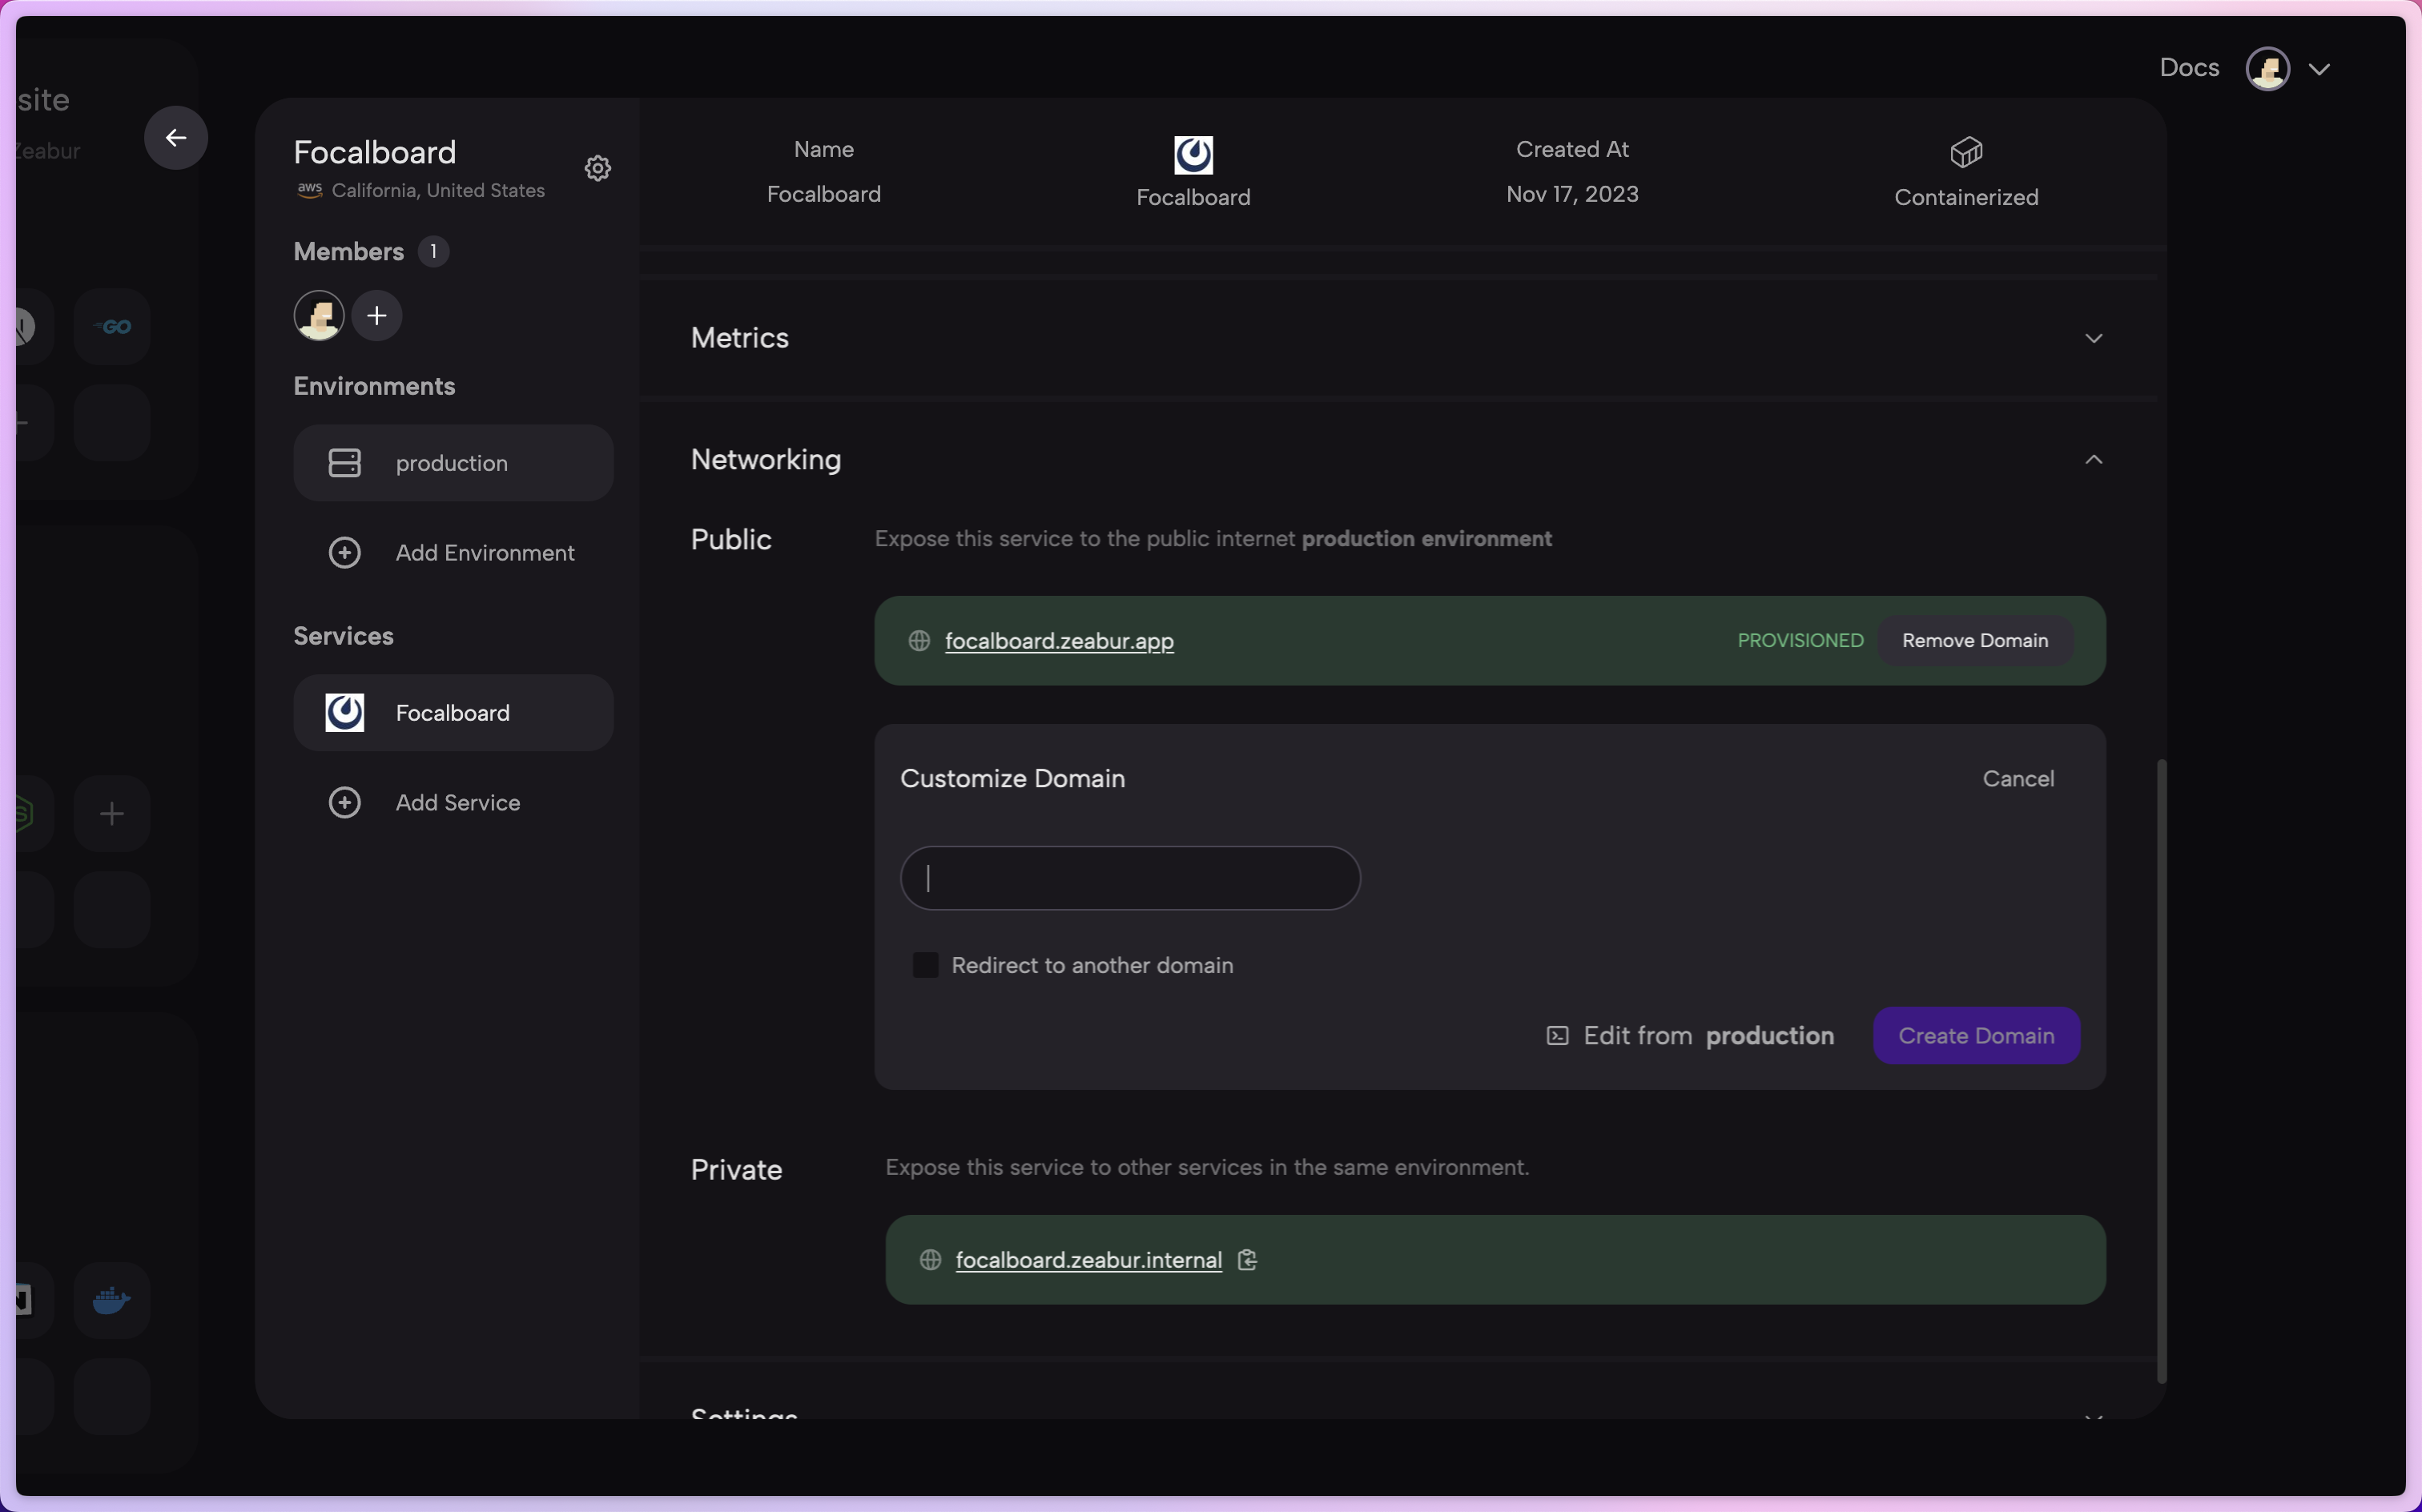 Docs
site
Zeabur
GO
Focalboard
aws California, United States
Members 1
Environments
production
Add Environment
Services
Focalboard
Add Service
Name
Focalboard
Focalboard
Created At
Nov 17, 2023
Containerized
Metrics
Networking
Public
Expose this service to the public internet production environment
focalboard.zeabur.app
PROVISIONED
Remove Domain
Customize Domain
Cancel
Redirect to another domain
Edit from production
Create Domain
Private
Expose this service to other services in the same environment.
focalboard.zeabur.internal
Settings